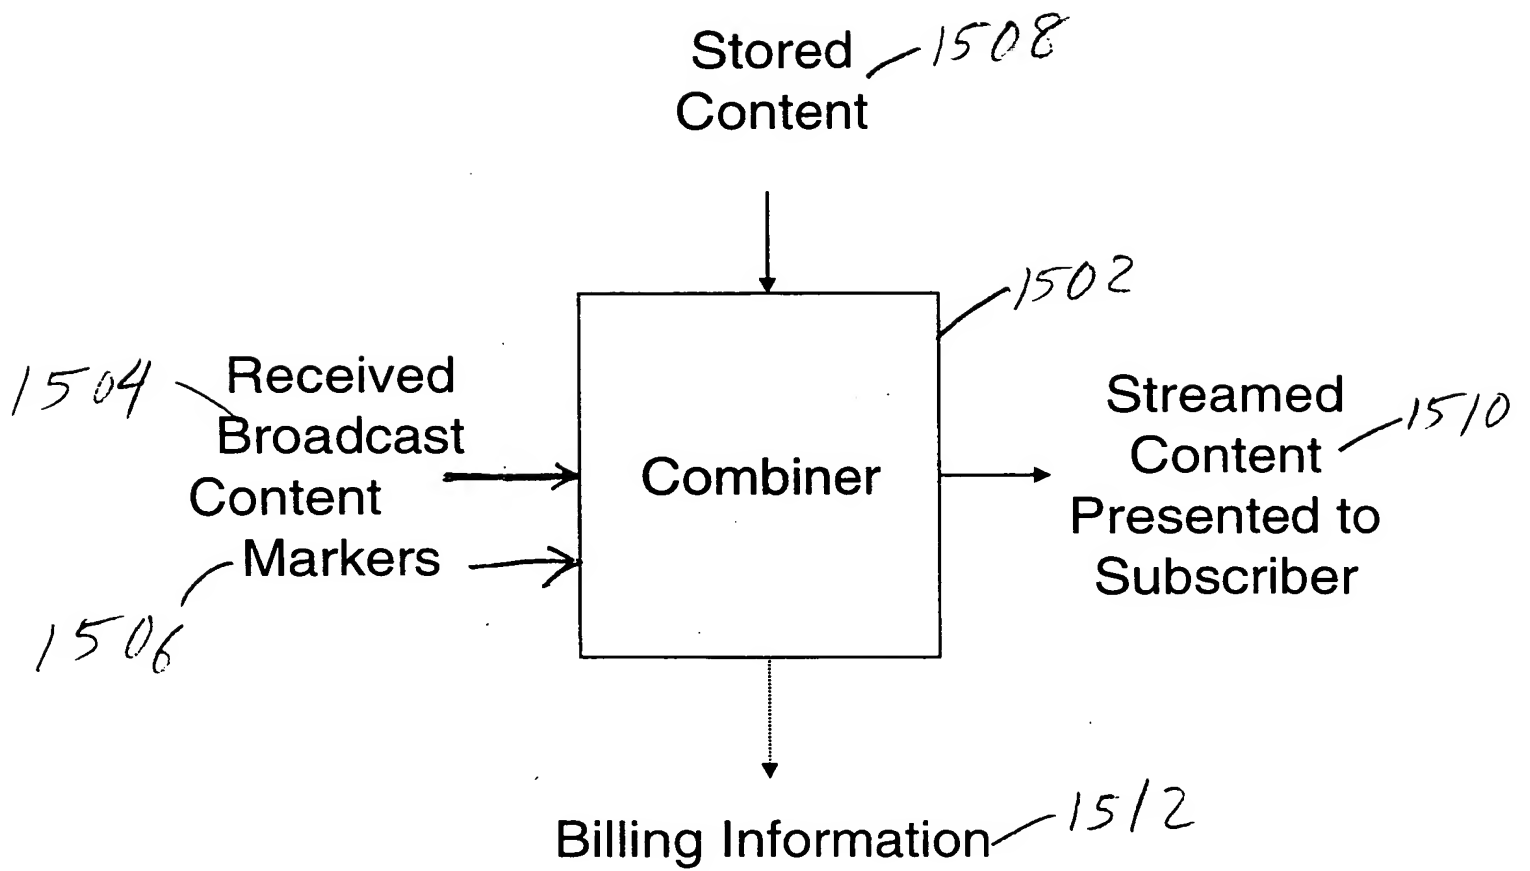 Stored
Content
1508
1502
1504
Received
Broadcast
Content
Markers
1506
Combiner
Streamed
Content
Presented to
Subscriber
1510
Billing Information
1512